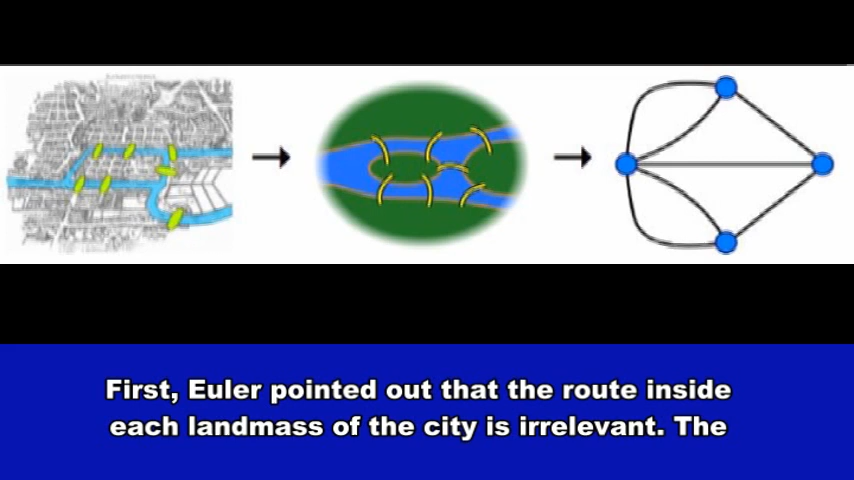 First, Euler pointed out that the route inside
each landmass of the city is irrelevant. The